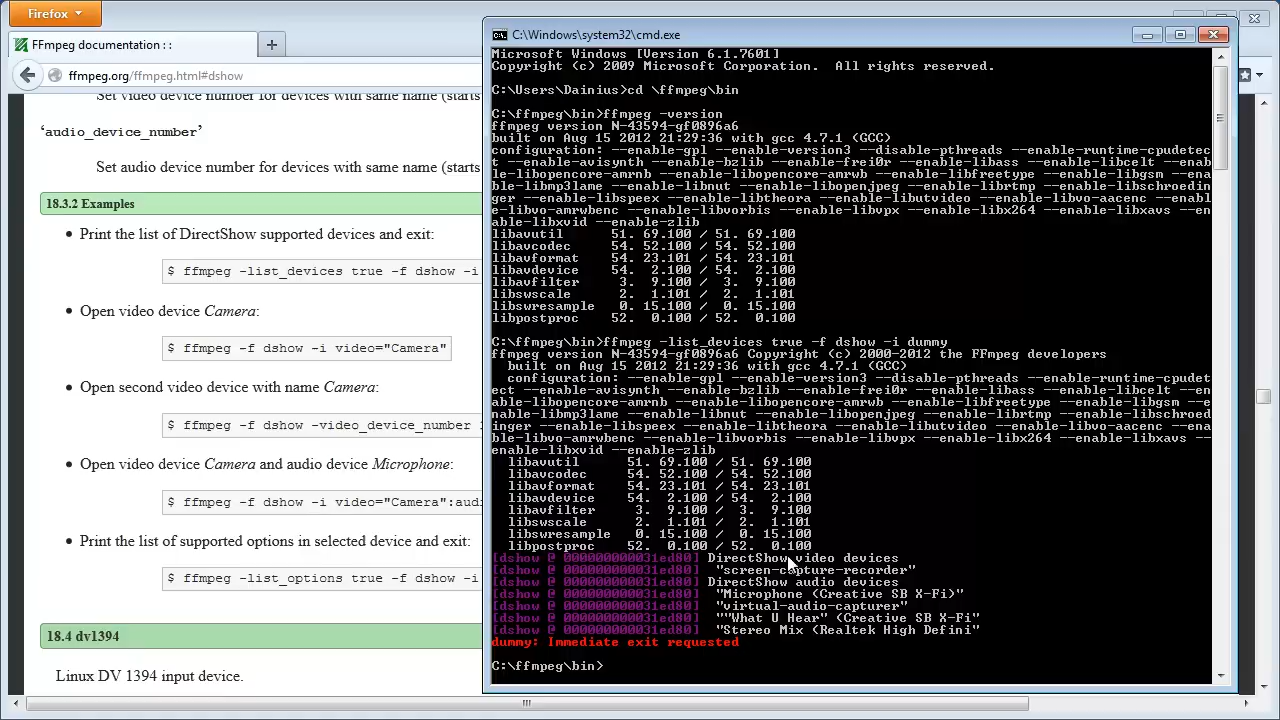 Firefox
FFmpeg documentation : :
ffmpeg.org/ffmpeg.html#dshow
Set video device number for devices with same name (starts
‘audio_device_number’
Set audio device number for devices with same name (starts
18.3.2 Examples
Print the list of DirectShow supported devices and exit:
$ ffmpeg -list_devices true -f dshow -i
Open video device Camera:
$ ffmpeg -f dshow -i video="Camera"
Open second video device with name Camera:
$ ffmpeg -f dshow -video_device_number
Open video device Camera and audio device Microphone:
$ ffmpeg -f dshow -i video="Camera":aud
Print the list of supported options in selected device and exit:
$ ffmpeg -list_options true -f dshow -i
18.4 dv1394
Linux DV 1394 input device.
C:\Windows\system32\cmd.exe
Microsoft Windows [Version 6.1.7601]
Copyright (c) 2009 Microsoft Corporation.  All rights reserved.
C:\Users\Dainius>cd \ffmpeg\bin
C:\ffmpeg\bin>ffmpeg -version
ffmpeg version N-43594-gf0896a6
built on Aug 15 2012 21:29:36 with gcc 4.7.1 (GCC)
configuration: --enable-gpl --enable-version3 --disable-pthreads --enable-runtime-cpudetec
t --enable-avisynth --enable-bzlib --enable-frei0r --enable-libass --enable-libcelt --enab
le-libopencore-amrnb --enable-libopencore-amrwb --enable-libfreetype --enable-libgsm --ena
ble-libmp3lame --enable-libnut --enable-libopenjpeg --enable-librtmp --enable-libschroedin
ger --enable-libspeex --enable-libtheora --enable-libutvideo --enable-libvo-aacenc --enabl
e-libvo-amrwbenc --enable-libvorbis --enable-libvpx --enable-libx264 --enable-libxavs --en
able-libxvid --enable-zlib
libavutil     51. 69.100 / 51. 69.100
libavcodec    54. 52.100 / 54. 52.100
libavformat   54. 23.101 / 54. 23.101
libavdevice   54.  2.100 / 54.  2.100
libavfilter    3.  9.100 /  3.  9.100
libswscale     2.  1.101 /  2.  1.101
libswresample  0. 15.100 /  0. 15.100
libpostproc   52.  0.100 / 52.  0.100
C:\ffmpeg\bin>ffmpeg -list_devices true -f dshow -i dummy
ffmpeg version N-43594-gf0896a6 Copyright (c) 2000-2012 the FFmpeg developers
built on Aug 15 2012 21:29:36 with gcc 4.7.1 (GCC)
configuration: --enable-gpl --enable-version3 --disable-pthreads --enable-runtime-cpudet
ect --enable-avisynth --enable-bzlib --enable-frei0r --enable-libass --enable-libcelt --en
able-libopencore-amrnb --enable-libopencore-amrwb --enable-libfreetype --enable-libgsm --e
nable-libmp3lame --enable-libnut --enable-libopenjpeg --enable-librtmp --enable-libschroed
inger --enable-libspeex --enable-libtheora --enable-libutvideo --enable-libvo-aacenc --ena
ble-libvo-amrwbenc --enable-libvorbis --enable-libvpx --enable-libx264 --enable-libxavs --
enable-libxvid --enable-zlib
libavutil     51. 69.100 / 51. 69.100
libavcodec    54. 52.100 / 54. 52.100
libavformat   54. 23.101 / 54. 23.101
libavdevice   54.  2.100 / 54.  2.100
libavfilter    3.  9.100 /  3.  9.100
libswscale     2.  1.101 /  2.  1.101
libswresample  0. 15.100 /  0. 15.100
libpostproc   52.  0.100 / 52.  0.100
[dshow @ 000000000031ed80] DirectShow video devices
[dshow @ 000000000031ed80]  "screen-capture-recorder"
[dshow @ 000000000031ed80] DirectShow audio devices
[dshow @ 000000000031ed80]  "Microphone (Creative SB X-Fi)"
[dshow @ 000000000031ed80]  "virtual-audio-capturer"
[dshow @ 000000000031ed80]  ""What U Hear" (Creative SB X-Fi"
[dshow @ 000000000031ed80]  "Stereo Mix (Realtek High Defini"
dummy: Immediate exit requested
C:\ffmpeg\bin>